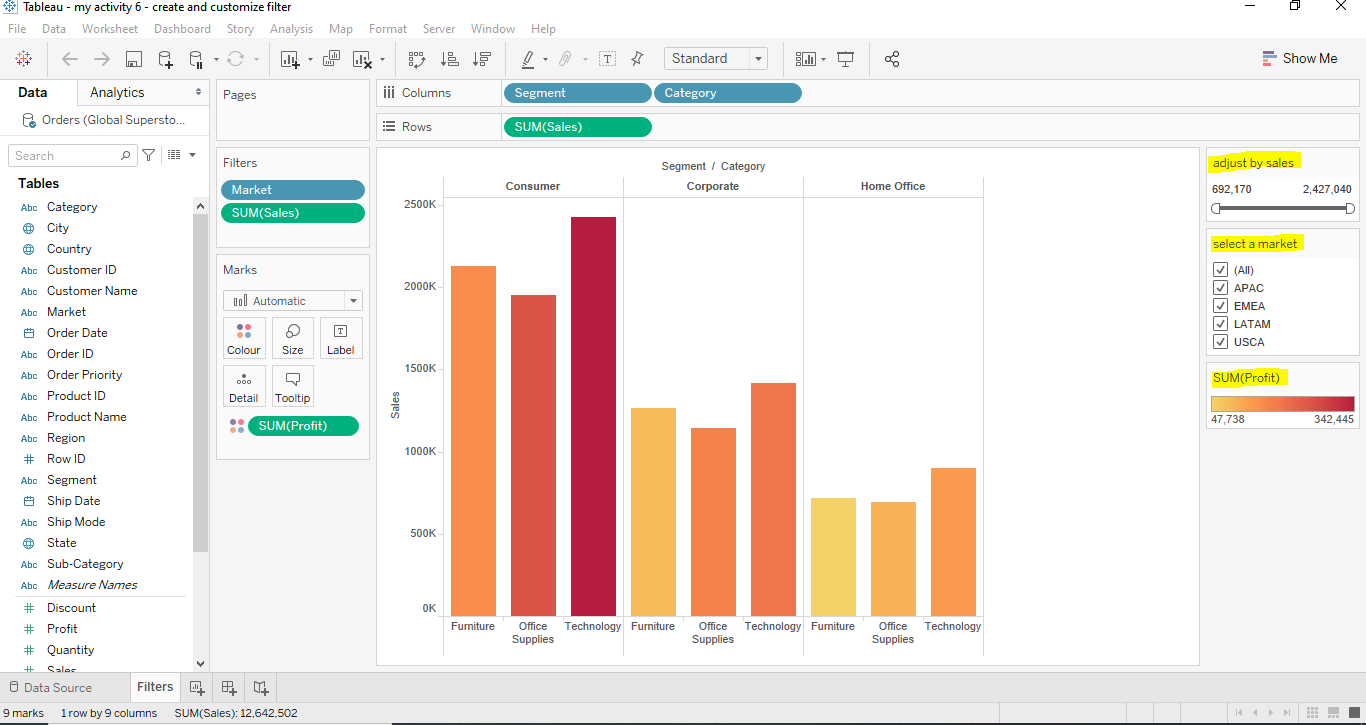 Tableau - my activity 6 - create and customize filter
File Data Worksheet Dashboard Story Analysis Map Format Server Window Help
Standard
Show Me
Data Analytics
Orders (Global Supersto...
Search
Tables
Abc Category
City
Country
Abc Customer ID
Abc Customer Name
Abc Market
Order Date
Abc Order ID
Abc Order Priority
Abc Product ID
Abc Product Name
Abc Region
# Row ID
Abc Segment
Ship Date
Abc Ship Mode
State
Abc Sub-Category
Abc Measure Names
# Discount
# Profit
# Quantity
# Sales
Pages
Filters
Market
SUM(Sales)
Marks
Automatic
Colour Size Label
Detail Tooltip
SUM(Profit)
Columns Segment Category
Rows SUM(Sales)
Segment / Category
Consumer Corporate Home Office
2500K
2000K
1500K
1000K
500K
0K
Sales
Furniture Office Supplies Technology Furniture Office Supplies Technology Furniture Office Supplies Technology
adjust by sales
692,170 2,427,040
select a market
(All)
APAC
EMEA
LATAM
USCA
SUM(Profit)
47,738 342,445
Data Source Filters
9 marks 1 row by 9 columns SUM(Sales): 12,642,502